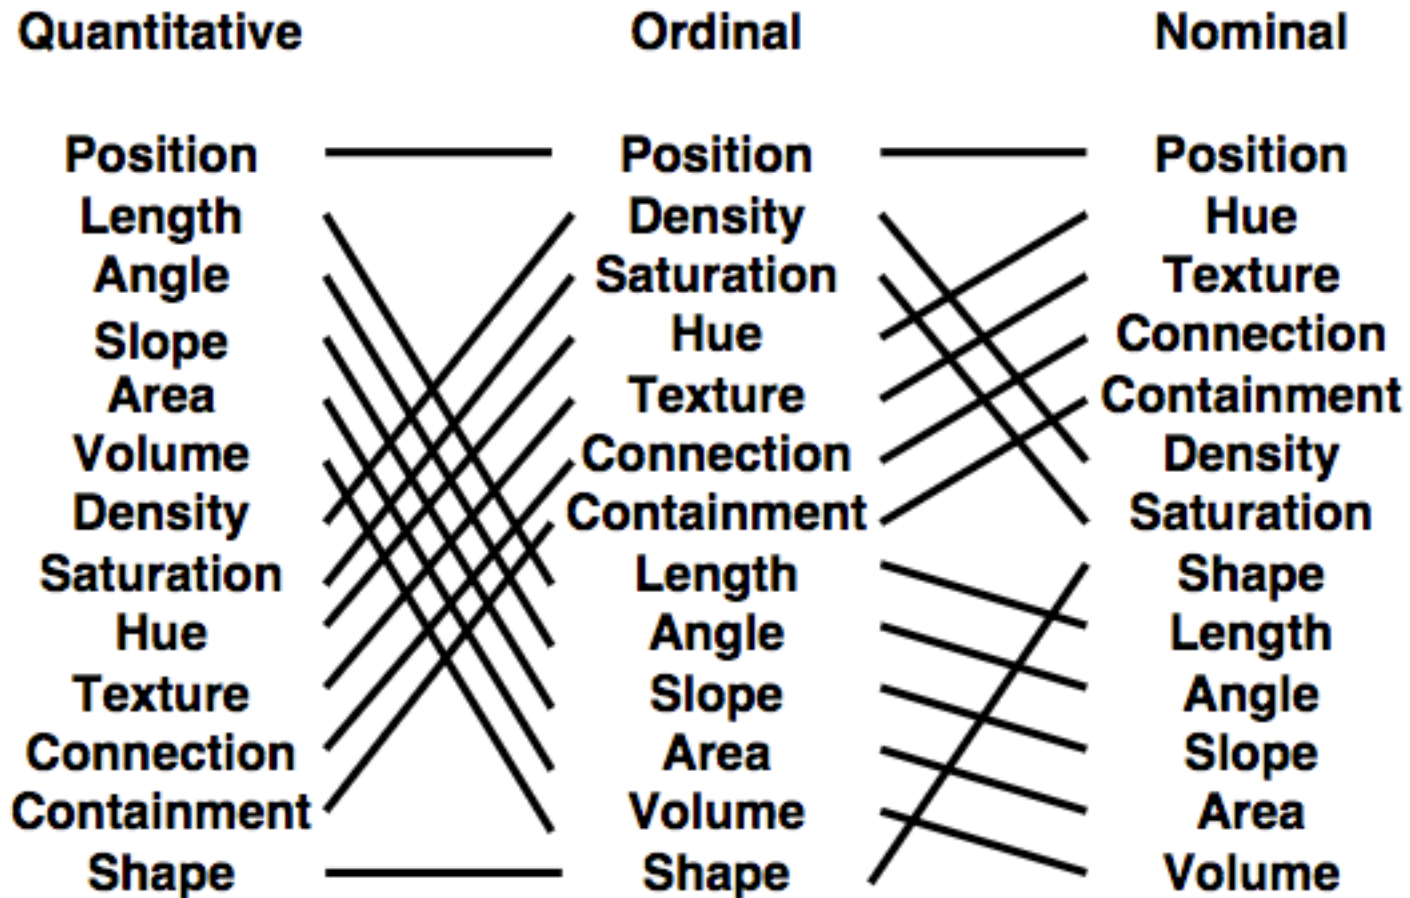 Quantitative Ordinal Nominal
Position Position Position
Length Density Hue
Angle Saturation Texture
Slope Hue Connection
Area Texture Containment
Volume Connection Density
Density Containment Saturation
Saturation Length Shape
Hue Angle Length
Texture Slope Angle
Connection Area Slope
Containment Volume Area
Shape Shape Volume